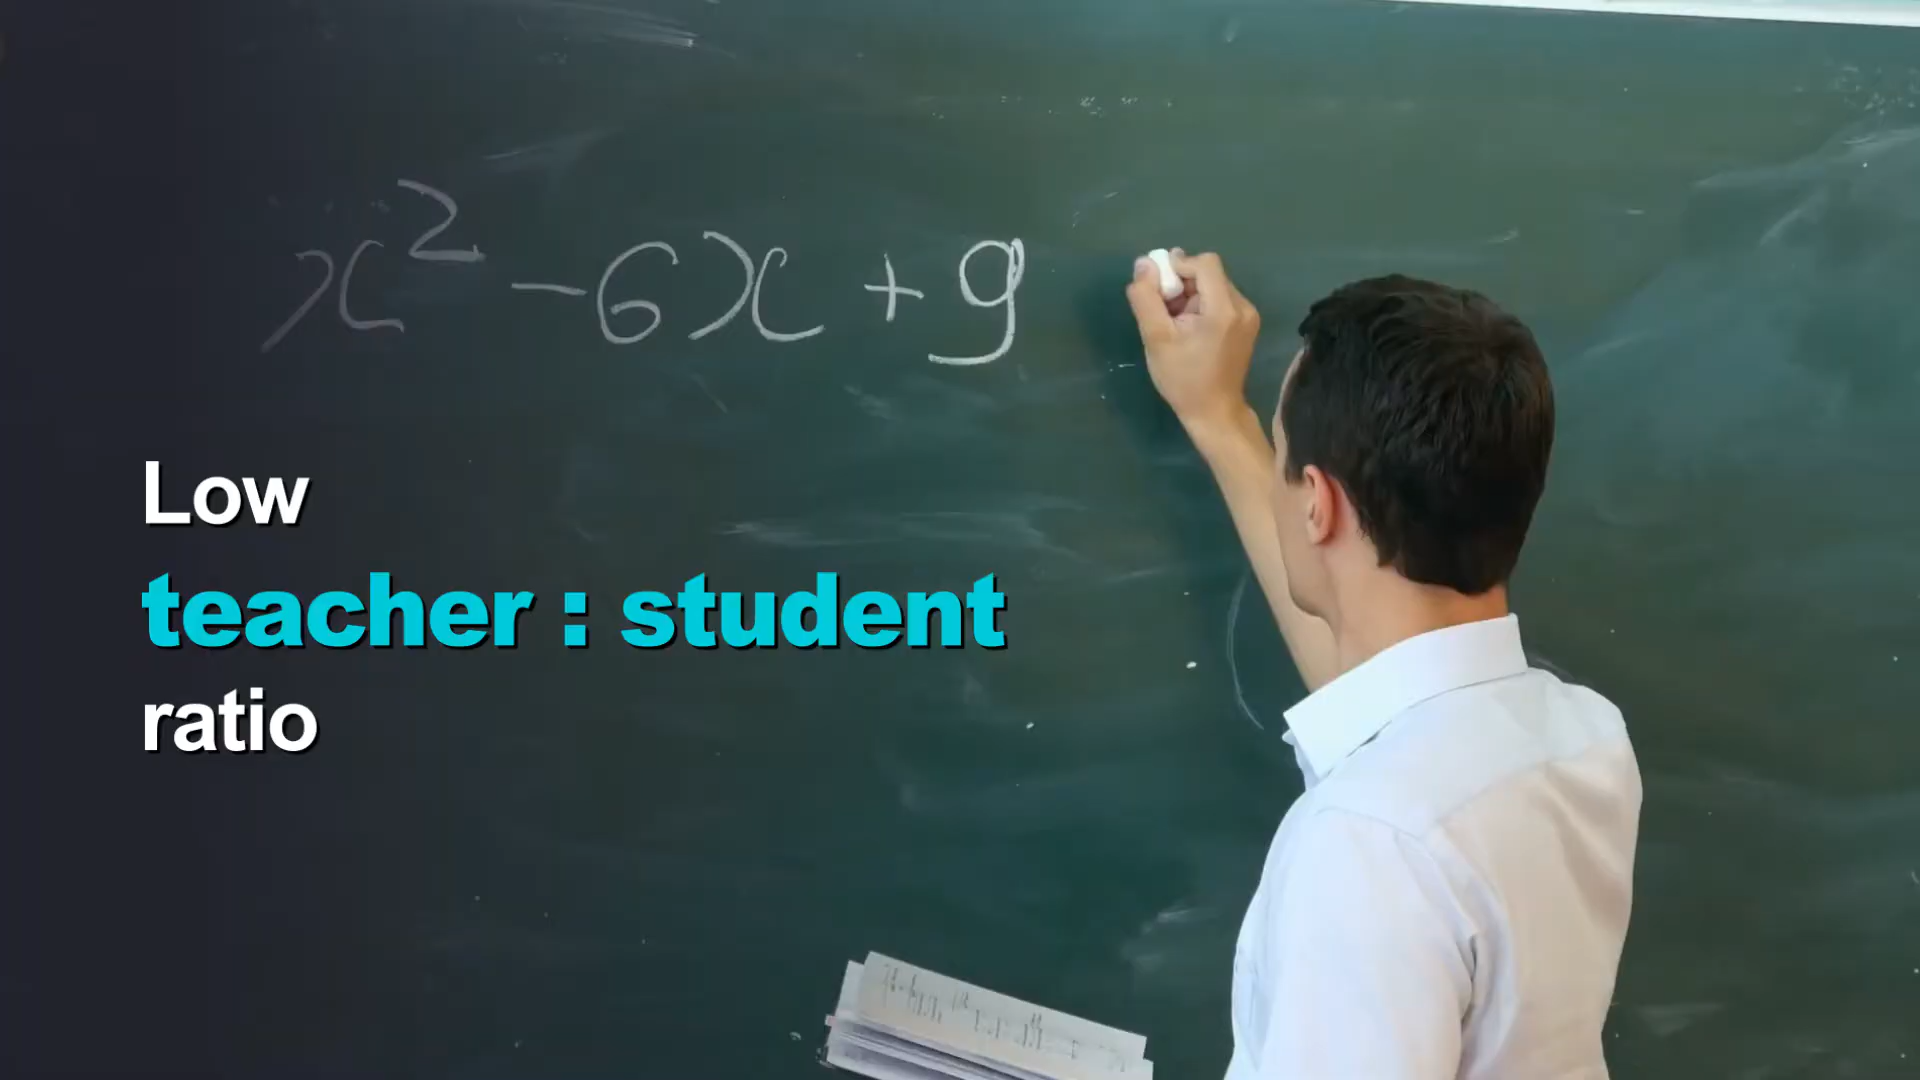 x² - 6x + 9
Low
teacher : student
ratio